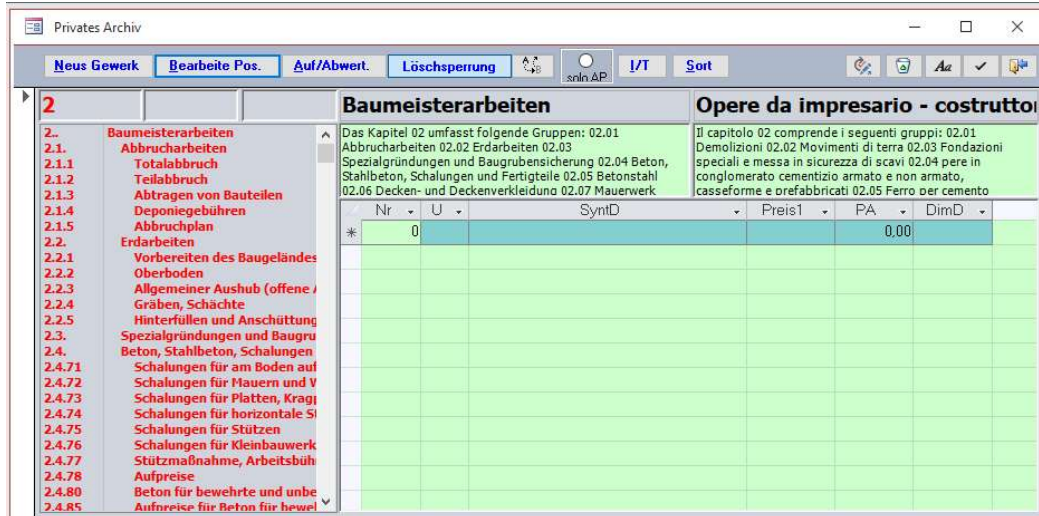 Privates Archiv
Neus Gewerk Bearbeite Pos. Auf/Abwert. Löschsperrung solo AP I/T Sort Aa
2 Baumeisterarbeiten Opere da impresario - costrutto
2.. Baumeisterarbeiten
2.1. Abbrucharbeiten
2.1.1 Totalabbruch
2.1.2 Teilabbruch
2.1.3 Abtragen von Bauteilen
2.1.4 Deponiegebühren
2.1.5 Abbruchplan
2.2. Erdarbeiten
2.2.1 Vorbereiten des Baugeländes
2.2.2 Oberboden
2.2.3 Allgemeiner Aushub (offene
2.2.4 Gräben, Schächte
2.2.5 Hinterfüllen und Anschüttung
2.3. Spezialgründungen und Baugru
2.4. Beton, Stahlbeton, Schalungen
2.4.71 Schalungen für am Boden auf
2.4.72 Schalungen für Mauern und
2.4.73 Schalungen für Platten, Krag
2.4.74 Schalungen für horizontale
2.4.75 Schalungen für Stützen
2.4.76 Schalungen für Kleinbauwerk
2.4.77 Stützmaßnahme, Arbeitsbüh
2.4.78 Aufpreise
2.4.80 Beton für bewehrte und unbe
2.4.85 Aufpreise für Beton für bewe
Das Kapitel 02 umfasst folgende Gruppen: 02.01
Abbrucharbeiten 02.02 Erdarbeiten 02.03
Spezialgründungen und Baugrubensicherung 02.04 Beton,
Stahlbeton, Schalungen und Fertigteile 02.05 Betonstahl
02.06 Decken- und Deckenverkleidung 02.07 Mauerwerk
Il capitolo 02 comprende i seguenti gruppi: 02.01
Demolizioni 02.02 Movimenti di terra 02.03 Fondazioni
speciali e messa in sicurezza di scavi 02.04 pere in
conglomerato cementizio armato e non armato,
casseforme e prefabbricati 02.05 Ferro per cemento
Nr U SyntD Preis1 PA DimD
* 0 0,00